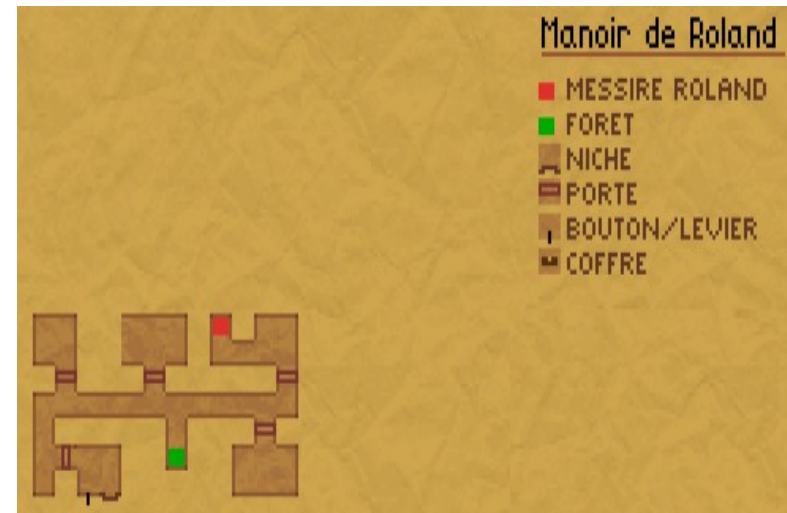 Manoir de Roland
MESSIRE ROLAND
FORET
NICHE
PORTE
BOUTON/LEVIER
COFFRE